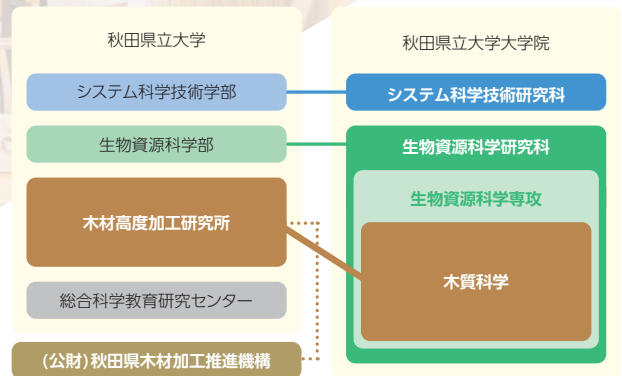 秋田県立大学
システム科学技術学部
生物資源科学部
木材高度加工研究所
総合科学教育研究センター
(公財)秋田県木材加工推進機構
秋田県立大学大学院
システム科学技術研究科
生物資源科学研究科
生物資源科学専攻
木質科学